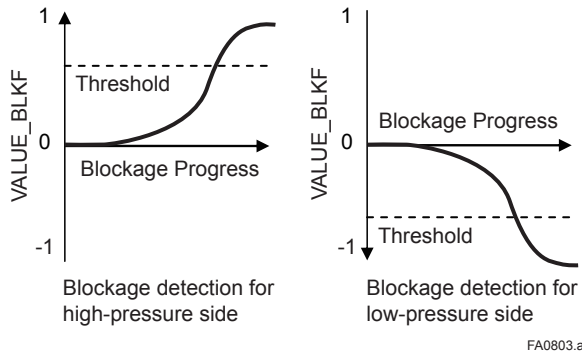 1
Threshold
VALUE_BLKF
0
Blockage Progress
-1
Blockage detection for
high-pressure side
1
VALUE_BLKF
Blockage Progress
0
Threshold
-1
Blockage detection for
low-pressure side
FA0803.a